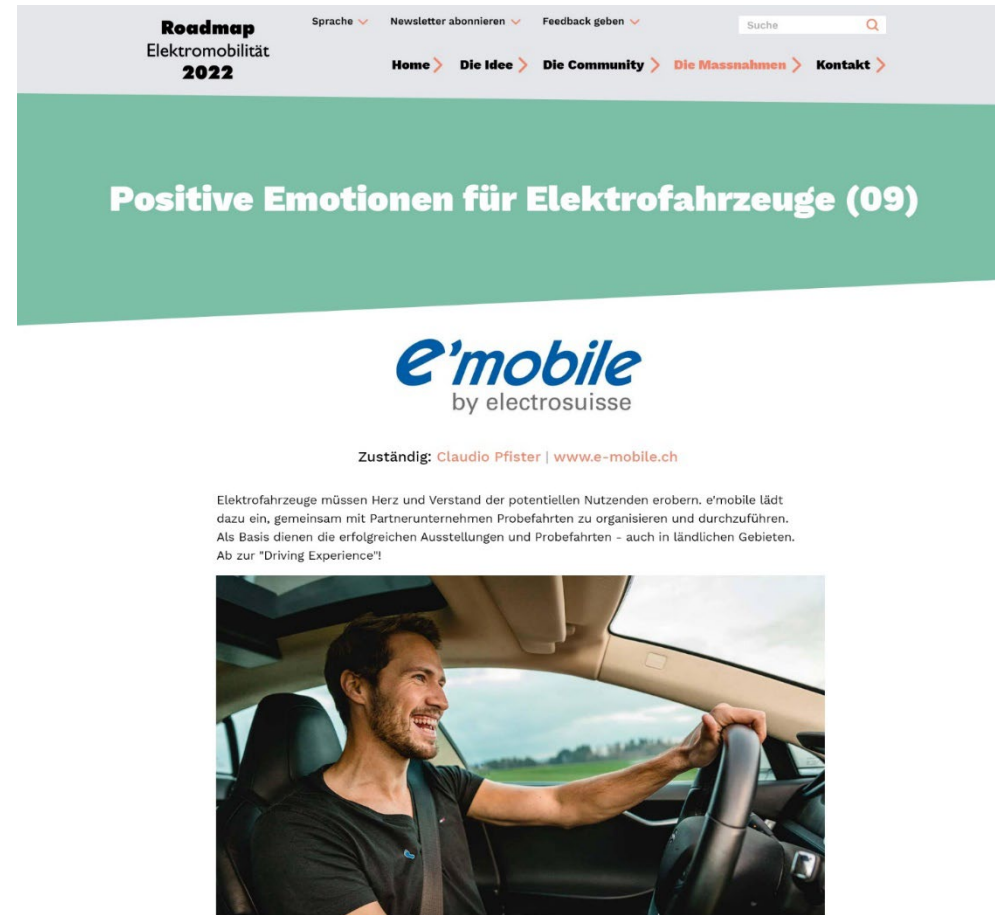 Roadmap
Elektromobilität
2022
Sprache
Newsletter abonnieren
Feedback geben
Suche
Home
Die Idee
Die Community
Die Massnahmen
Kontakt
Positive Emotionen für Elektrofahrzeuge (09)
e'mobile
by electrosuisse
Zuständig: Claudio Pfister | www.e-mobile.ch
Elektrofahrzeuge müssen Herz und Verstand der potentiellen Nutzenden erobern. e'mobile lädt
dazu ein, gemeinsam mit Partnerunternehmen Probefahrten zu organisieren und durchzuführen.
Als Basis dienen die erfolgreichen Ausstellungen und Probefahrten - auch in ländlichen Gebieten.
Ab zur "Driving Experience"!